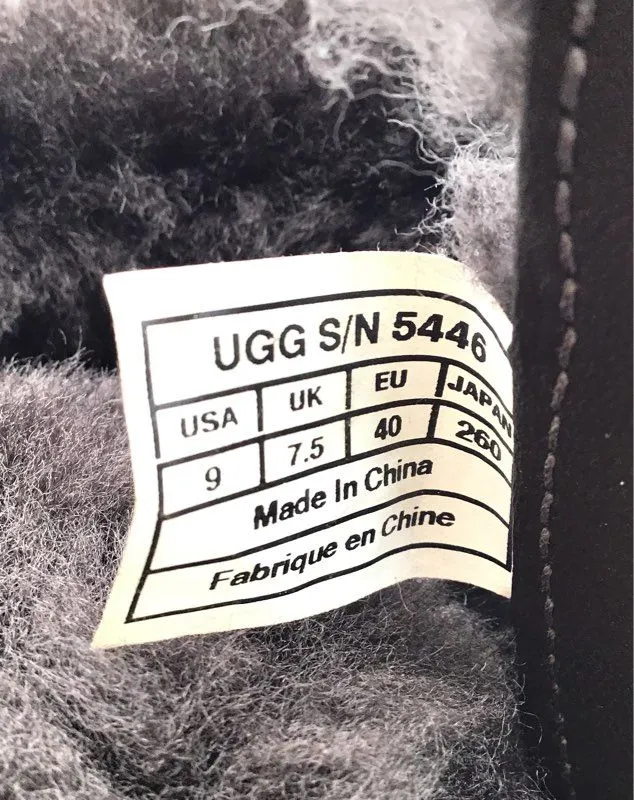 UGG S/N 5446
USA UK EU JAPAN
9 7.5 40 260
Made In China
Fabrique en Chine